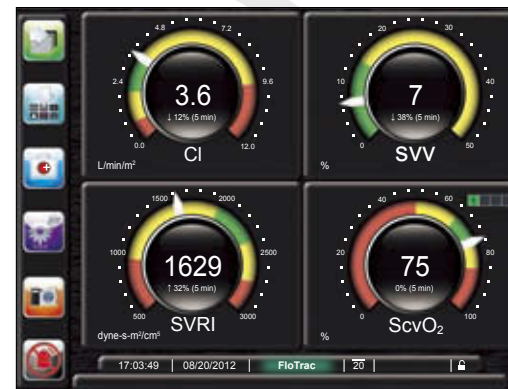 4.8 7.2
2.4 9.6
3.6
↓ 12% (5 min)
0.0 12.0
CI
L/min/m²
20 30
10 40
7
↓ 38% (5 min)
0 50
SVV
%
1500 2000
1000 2500
1629
↑ 32% (5 min)
500 3000
SVRI
dyne-s-m²/cm⁵
40 60
20 80
75
0% (5 min)
0 100
ScvO₂
%
17:03:49 | 08/20/2012 | FloTrac | 20